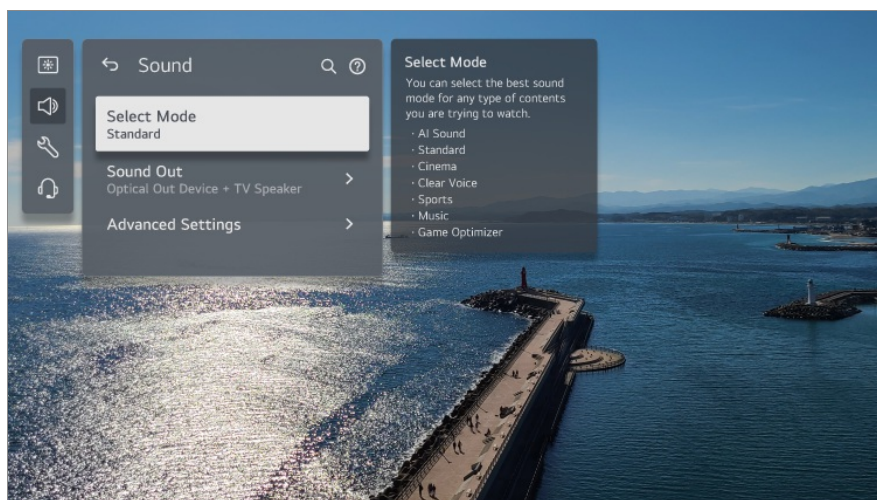 Sound
Select Mode
Standard
Sound Out
Optical Out Device + TV Speaker
Advanced Settings
Select Mode
You can select the best sound
mode for any type of contents
you are trying to watch.
· AI Sound
· Standard
· Cinema
· Clear Voice
· Sports
· Music
· Game Optimizer